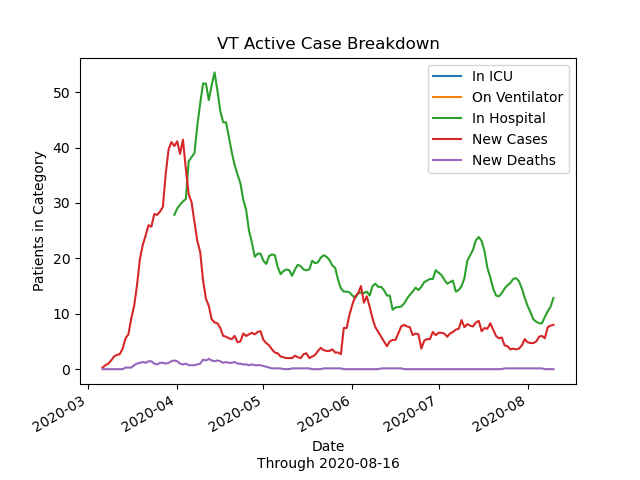 VT Active Case Breakdown
In ICU
On Ventilator
In Hospital
New Cases
New Deaths
Patients in Category
50
40
30
20
10
0
2020-03
2020-04
2020-05
2020-06
2020-07
2020-08
Date
Through 2020-08-16